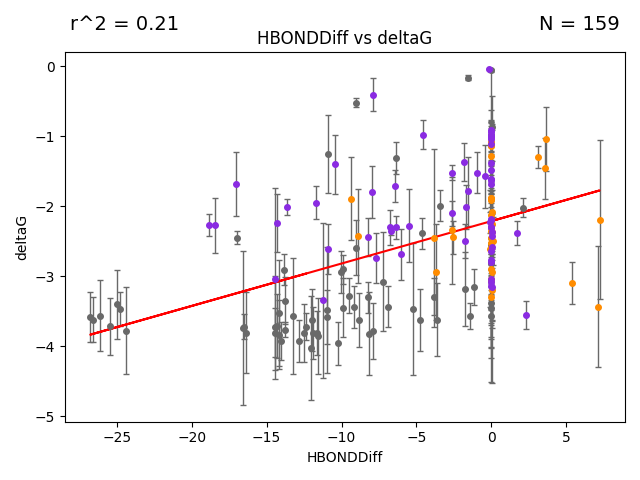 r^2 = 0.21
N = 159
HBONDDiff vs deltaG
0
−1
−2
−3
−4
−5
deltaG
−25
−20
−15
−10
−5
0
5
HBONDDiff